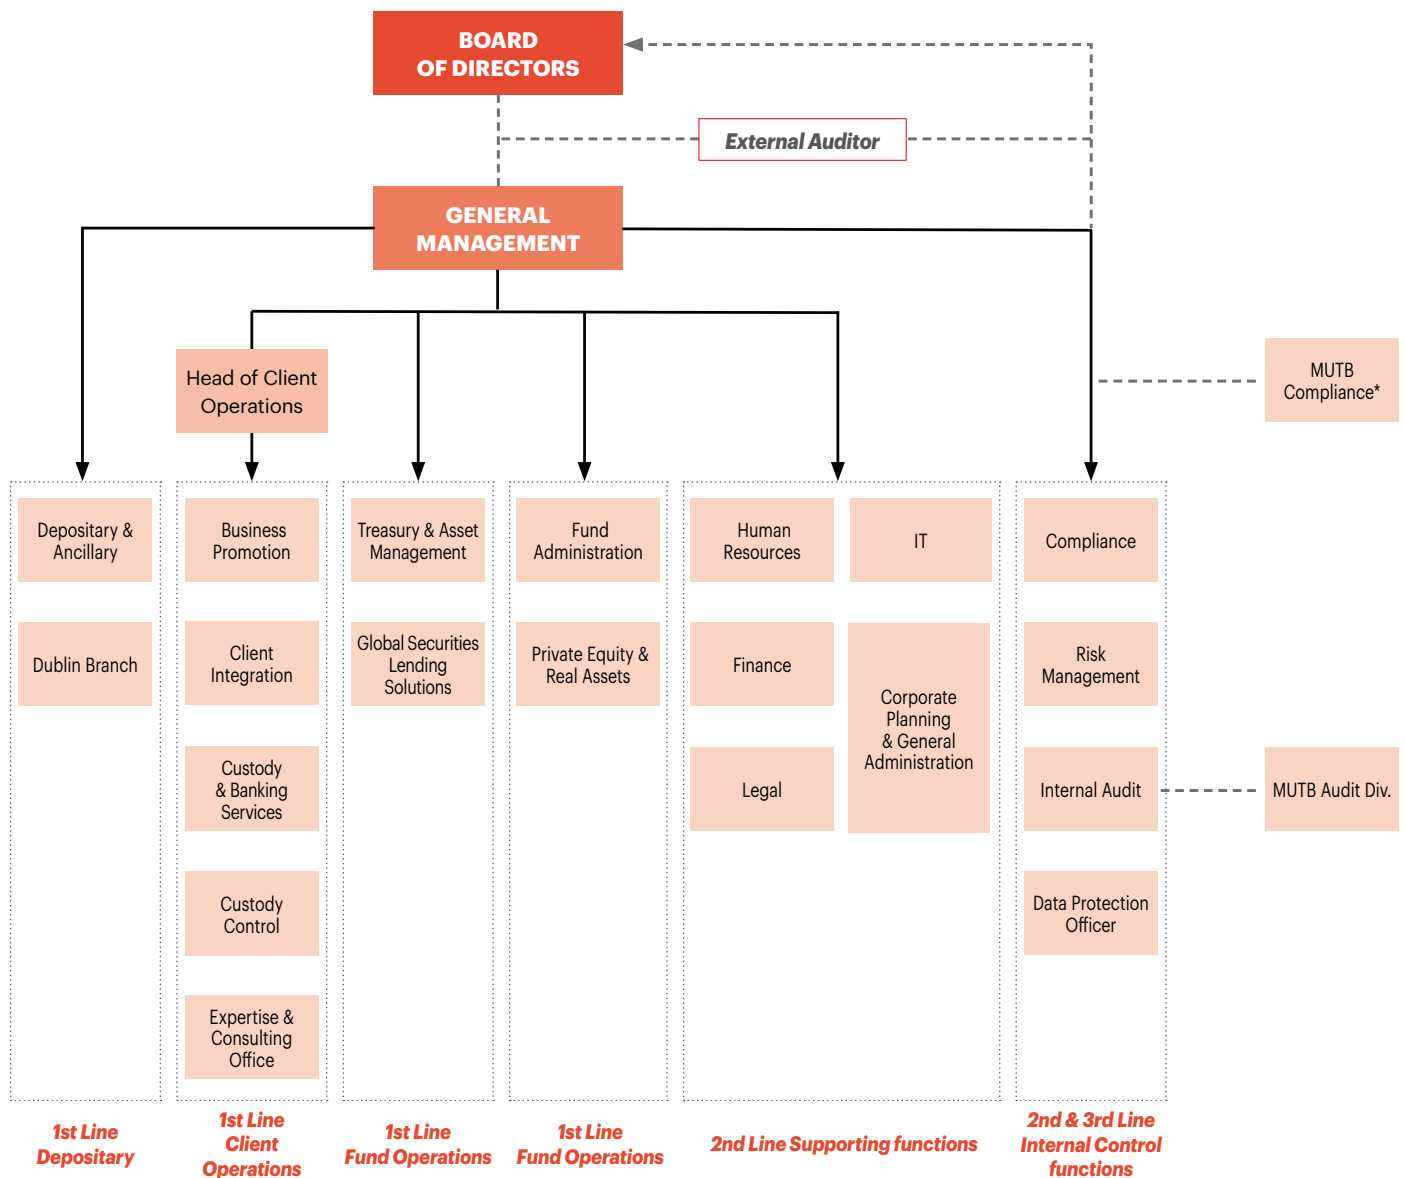 BOARD
OF DIRECTORS
External Auditor
GENERAL
MANAGEMENT
Head of Client
Operations
MUTB
Compliance*
Depositary &
Ancillary
Dublin Branch
Business
Promotion
Client
Integration
Custody
& Banking
Services
Custody
Control
Expertise &
Consulting
Office
Treasury & Asset
Management
Global Securities
Lending
Solutions
Fund
Administration
Private Equity &
Real Assets
Human
Resources
IT
Finance
Corporate
Planning
& General
Administration
Legal
Compliance
Risk
Management
Internal Audit
MUTB Audit Div.
Data Protection
Officer
1st Line
Depositary
1st Line
Client
Operations
1st Line
Fund Operations
1st Line
Fund Operations
2nd Line Supporting functions
2nd & 3rd Line
Internal Control
functions